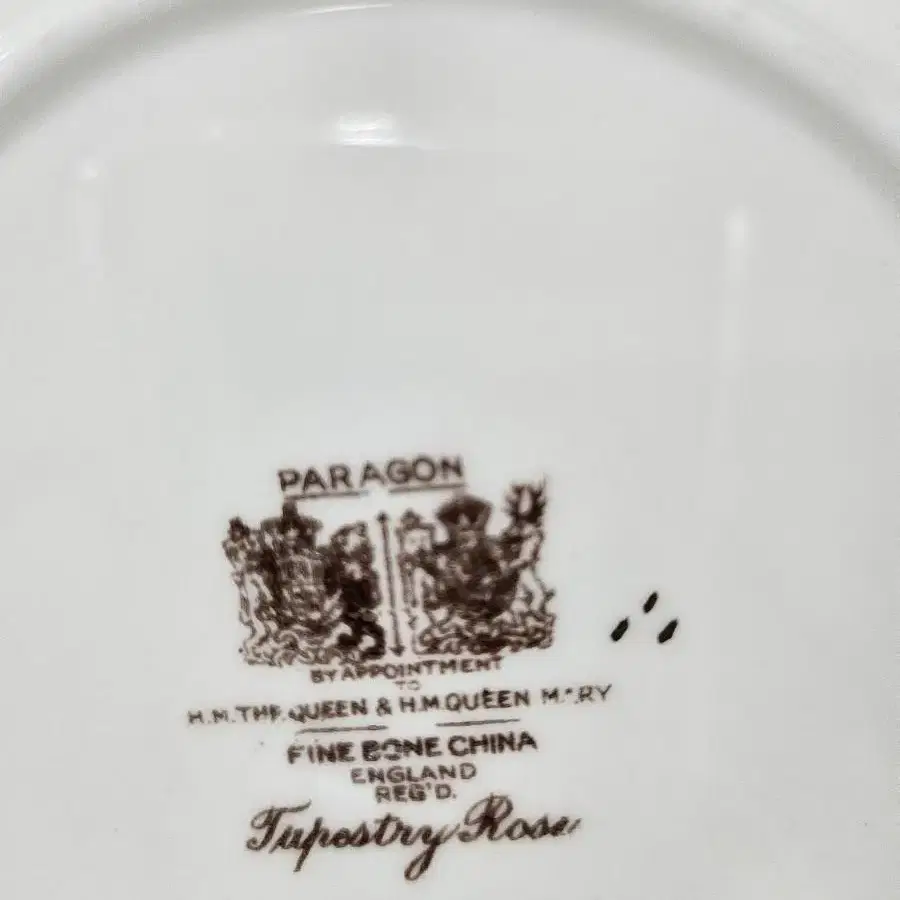 PARAGON
BY APPOINTMENT
TO
H.M. THE QUEEN & H.M. QUEEN MARY
FINE BONE CHINA
ENGLAND
REG'D.
Tapestry Rose